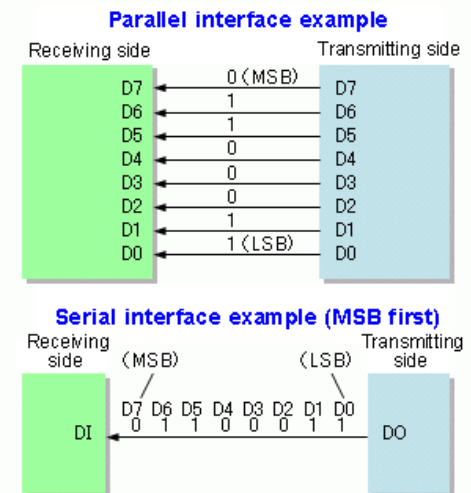 Parallel interface example
Receiving side Transmitting side
D7 0(MSB) D7
D6 1 D6
D5 1 D5
D4 0 D4
D3 0 D3
D2 0 D2
D1 1 D1
D0 1(LSB) D0
Serial interface example (MSB first)
Receiving side (MSB) (LSB) Transmitting side
D7 D6 D5 D4 D3 D2 D1 D0
0 1 1 0 0 0 1 1
DI DO